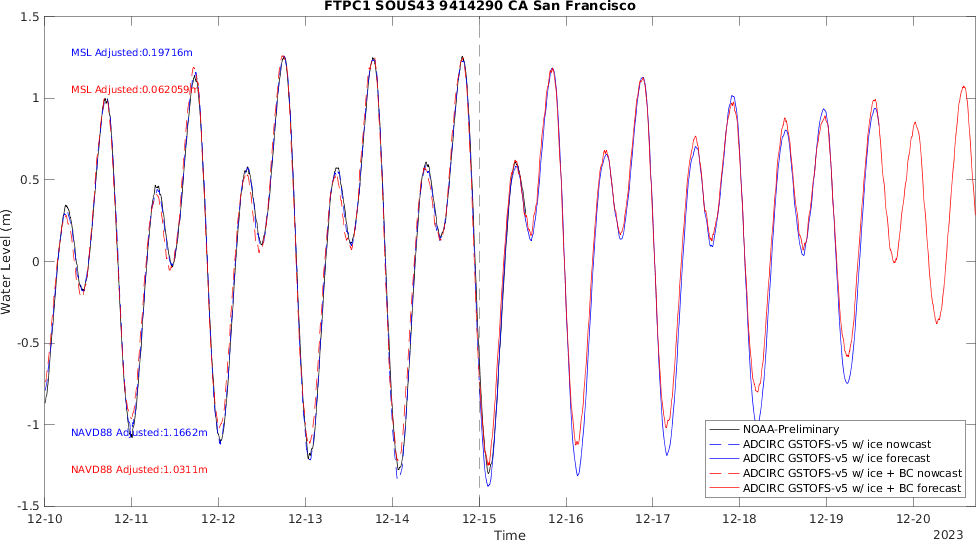 FTPC1 SOUS43 9414290 CA San Francisco
1.5
1
0.5
0
-0.5
-1
-1.5
Water Level (m)
MSL Adjusted:0.19716m
MSL Adjusted:0.062059m
NAVD88 Adjusted:1.1662m
NAVD88 Adjusted:1.0311m
NOAA-Preliminary
ADCIRC GSTOFS-v5 w/ ice nowcast
ADCIRC GSTOFS-v5 w/ ice forecast
ADCIRC GSTOFS-v5 w/ ice + BC nowcast
ADCIRC GSTOFS-v5 w/ ice + BC forecast
12-10 12-11 12-12 12-13 12-14 12-15 12-16 12-17 12-18 12-19 12-20
Time
2023